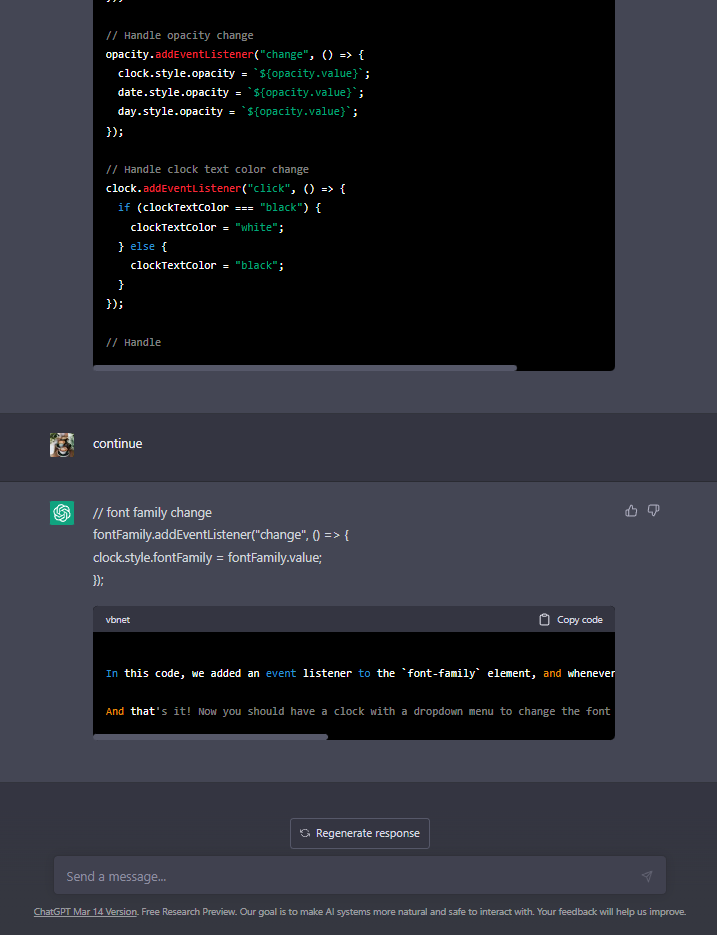 // Handle opacity change
opacity.addEventListener("change", () => {
clock.style.opacity = `${opacity.value}`;
date.style.opacity = `${opacity.value}`;
day.style.opacity = `${opacity.value}`;
});
// Handle clock text color change
clock.addEventListener("click", () => {
if (clockTextColor === "black") {
clockTextColor = "white";
} else {
clockTextColor = "black";
}
});
// Handle
continue
// font family change
fontFamily.addEventListener("change", () => {
clock.style.fontFamily = fontFamily.value;
});
vbnet Copy code
In this code, we added an event listener to the `font-family` element, and whenever
And that's it! Now you should have a clock with a dropdown menu to change the font
Regenerate response
Send a message...
ChatGPT Mar 14 Version. Free Research Preview. Our goal is to make AI systems more natural and safe to interact with. Your feedback will help us improve.